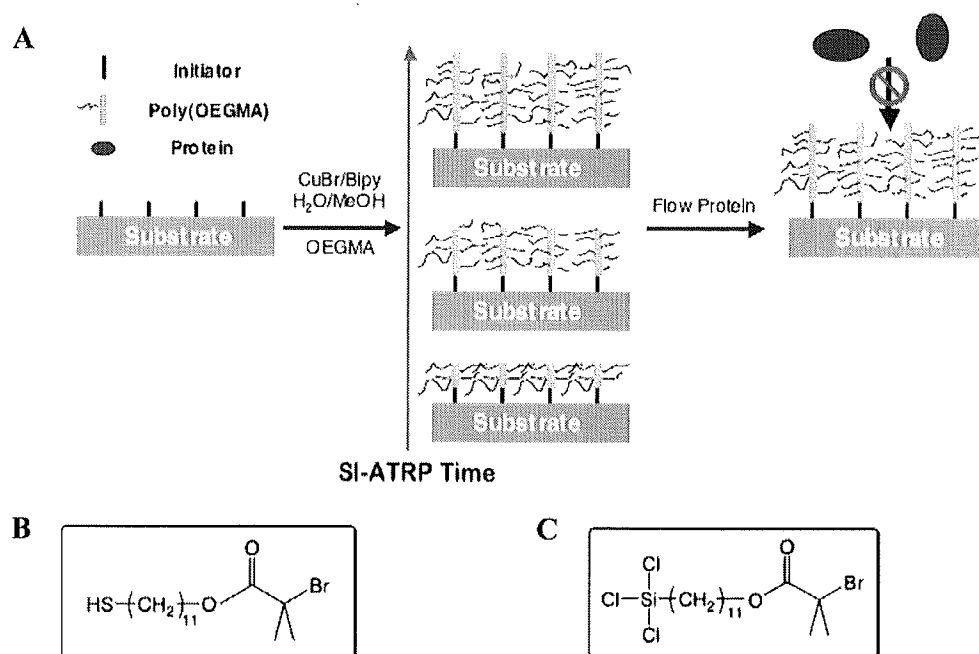 A
Initiator
Poly(OEGMA)
Protein
Substrate
CuBr/Bipy
H₂O/MeOH
OEGMA
Substrate
Substrate
Substrate
SI-ATRP Time
Flow Protein
Substrate
B
HS-(CH₂)₁₁-O
O
Br
C
Cl
Cl-Si-(CH₂)₁₁-O
Cl
O
Br